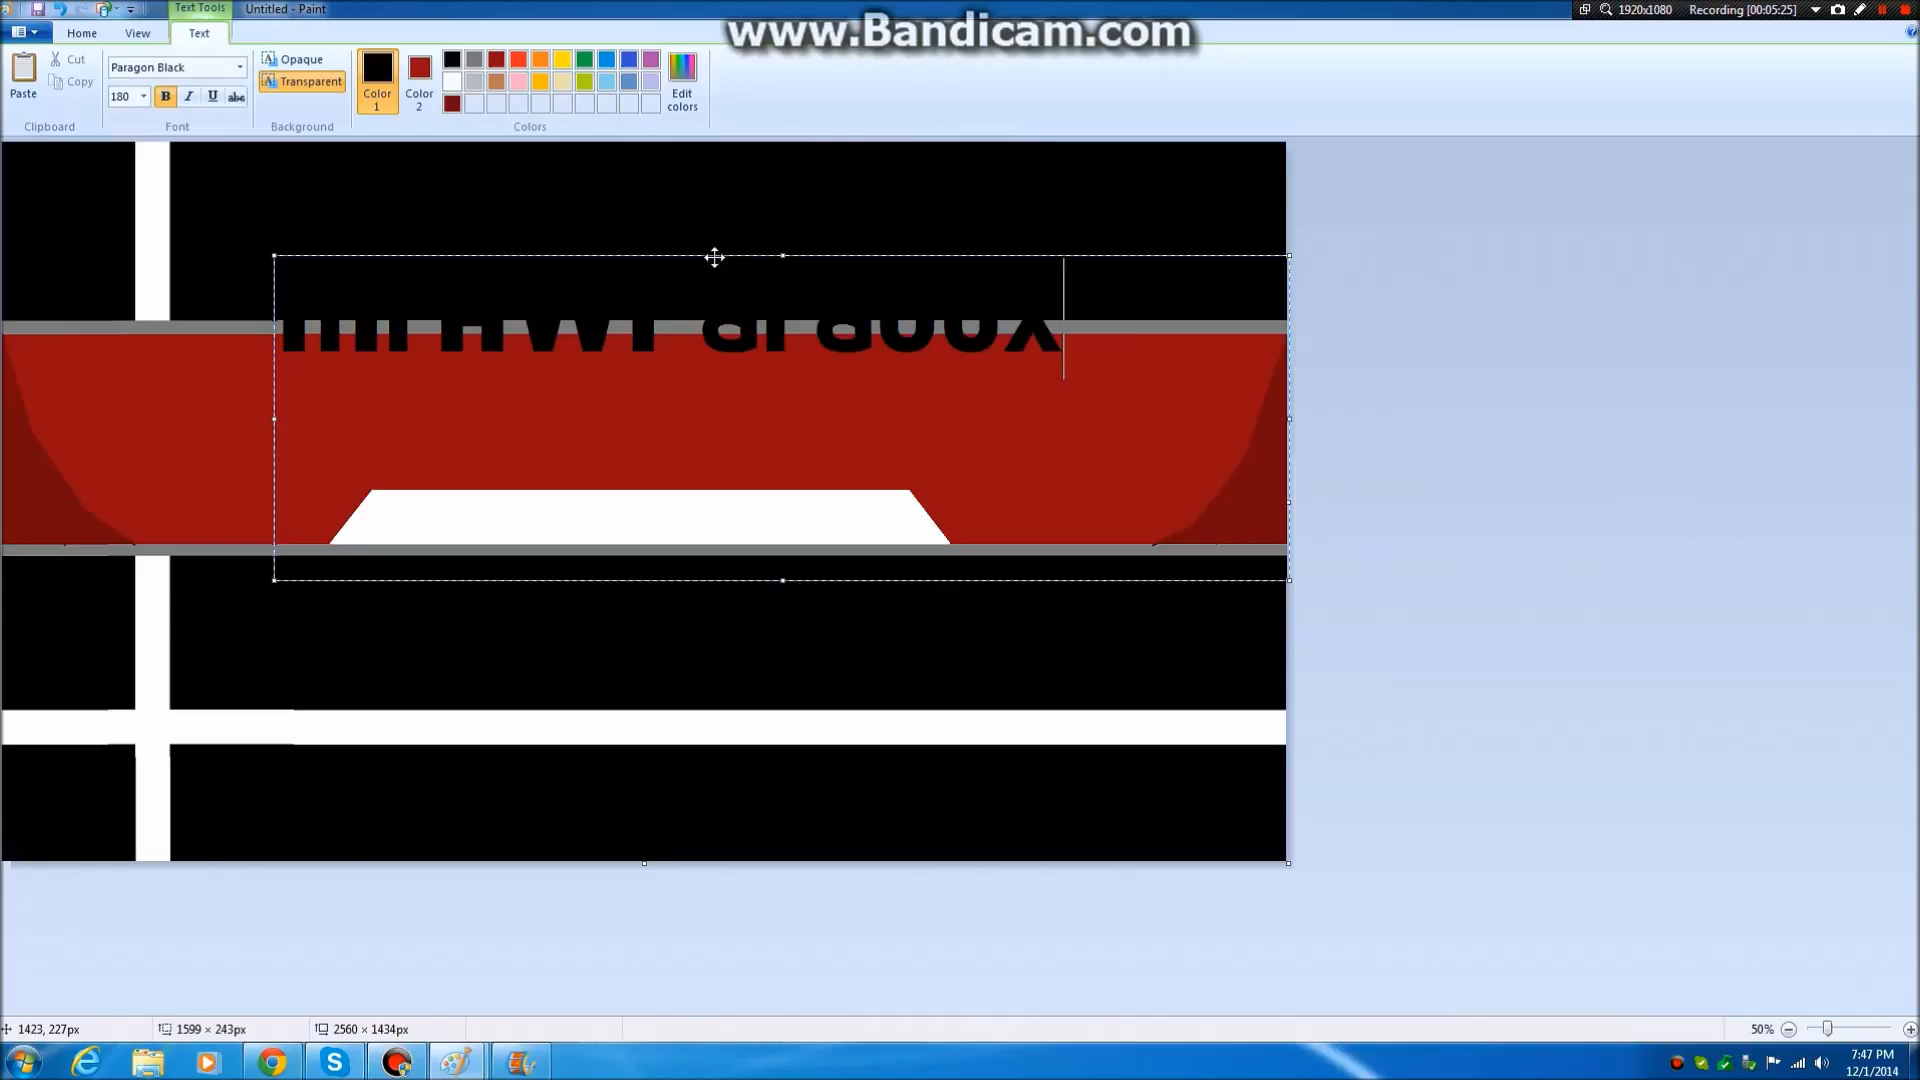 Text Tools
Untitled - Paint
www.Bandicam.com
1920x1080
Recording [00:05:25]
Home
View
Text
Paste
Cut
Copy
Clipboard
Paragon Black
180
B
I
U
abc
Font
Opaque
Transparent
Background
Color
1
Color
2
Edit
colors
Colors
1423, 227px
1599 × 243px
2560 × 1434px
50%
7:47 PM
12/1/2014